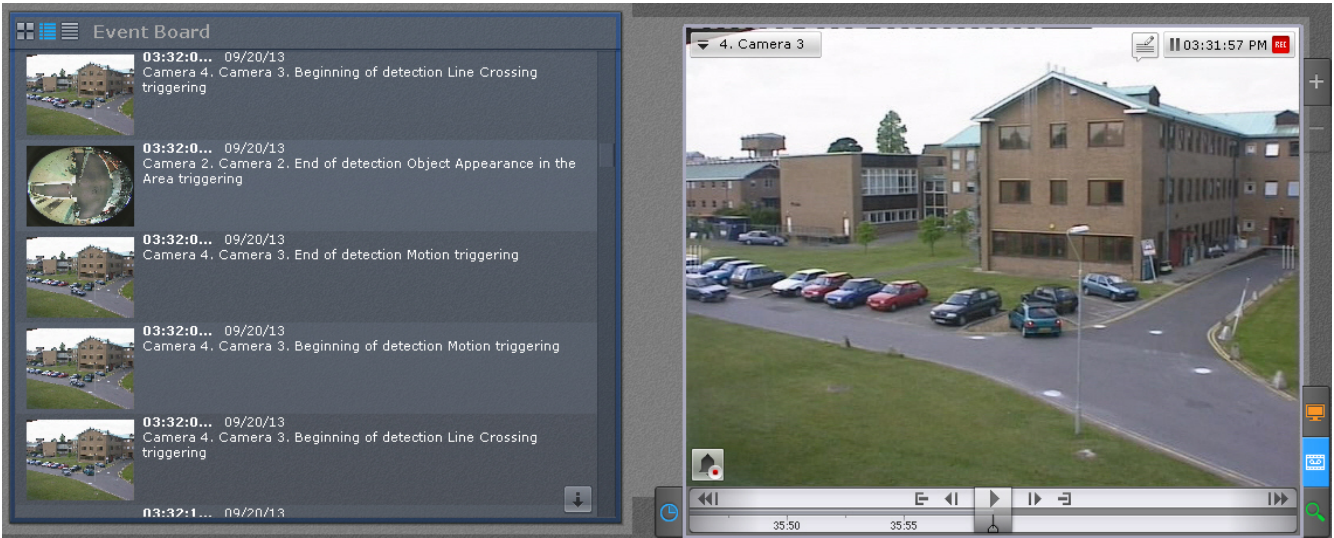 Event Board
03:32:0... 09/20/13
Camera 4. Camera 3. Beginning of detection Line Crossing
triggering
03:32:0... 09/20/13
Camera 2. Camera 2. End of detection Object Appearance in the
Area triggering
03:32:0... 09/20/13
Camera 4. Camera 3. End of detection Motion triggering
03:32:0... 09/20/13
Camera 4. Camera 3. Beginning of detection Motion triggering
03:32:0... 09/20/13
Camera 4. Camera 3. Beginning of detection Line Crossing
triggering
03:32:1... 09/20/13
4. Camera 3
03:31:57 PM REC
35:50 35:55